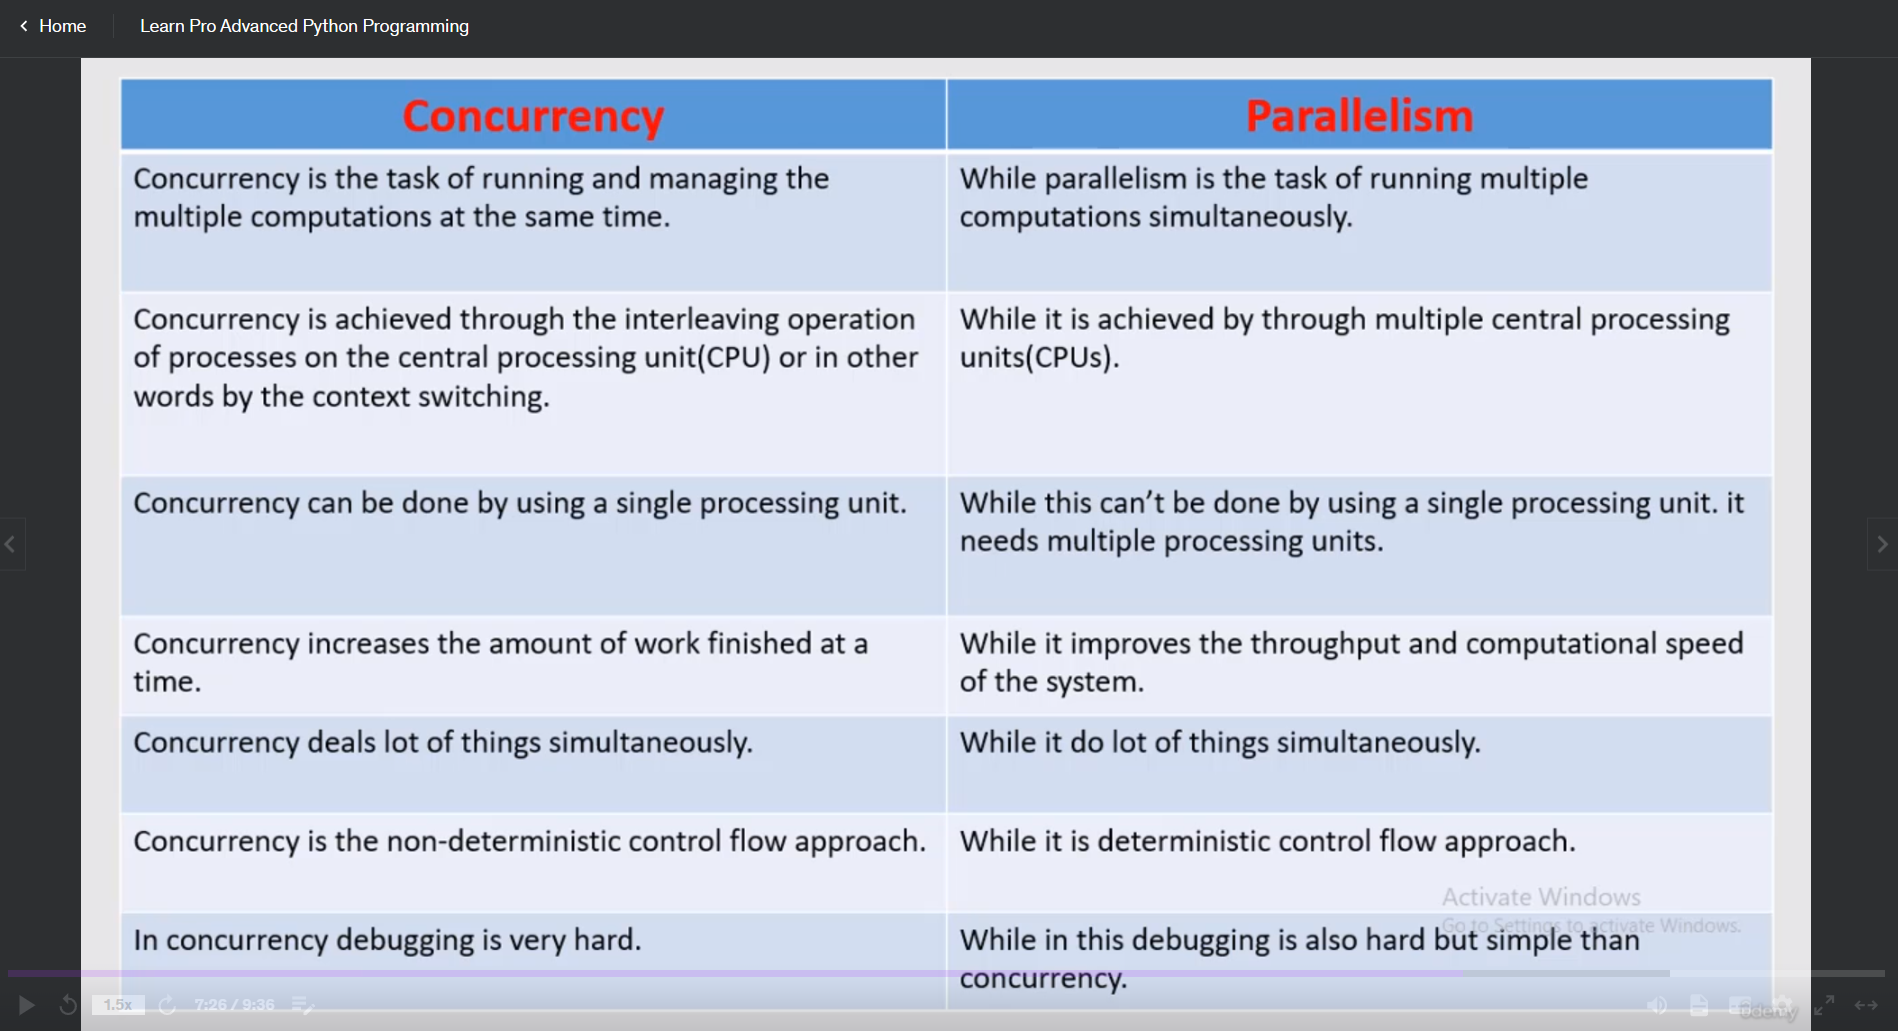 Home
Learn Pro Advanced Python Programming
Concurrency
Parallelism
Concurrency is the task of running and managing the
multiple computations at the same time.
While parallelism is the task of running multiple
computations simultaneously.
Concurrency is achieved through the interleaving operation
of processes on the central processing unit(CPU) or in other
words by the context switching.
While it is achieved by through multiple central processing
units(CPUs).
Concurrency can be done by using a single processing unit.
While this can’t be done by using a single processing unit. it
needs multiple processing units.
Concurrency increases the amount of work finished at a
time.
While it improves the throughput and computational speed
of the system.
Concurrency deals lot of things simultaneously.
While it do lot of things simultaneously.
Concurrency is the non-deterministic control flow approach.
While it is deterministic control flow approach.
In concurrency debugging is very hard.
While in this debugging is also hard but simple than
concurrency.
Activate Windows
Go to Settings to activate Windows.
1.5x
7:26 / 9:36
Udemy